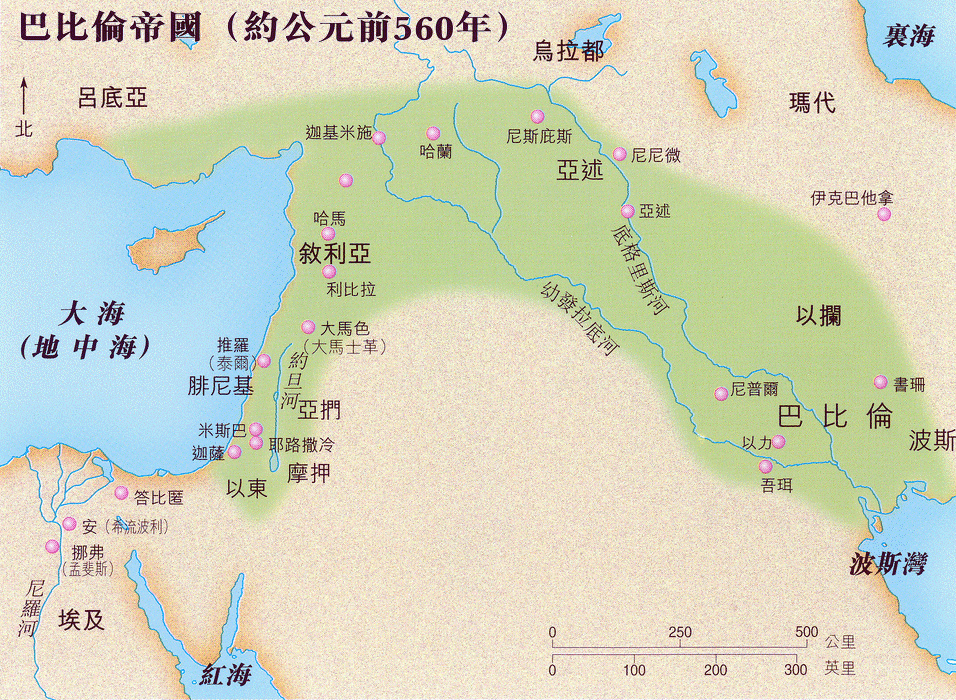 巴比倫帝國（約公元前560年）
裏海
烏拉都
呂底亞
瑪代
北
迦基米施
哈蘭
尼斯庇斯
亞述
尼尼微
伊克巴他拿
亞述
哈馬
敘利亞
利比拉
底格里斯河
幼發拉底河
大海
(地中海)
以攔
大馬色
（大馬士革）
推羅
（泰爾）
約旦河
腓尼基
亞捫
尼普爾
書珊
巴比倫
波斯
米斯巴
耶路撒冷
迦薩
以力
摩押
以東
吾珥
答比匿
安（希流波利）
挪弗
（孟斐斯）
波斯灣
尼羅河
埃及
紅海
0 250 500 公里
0 100 200 300 英里